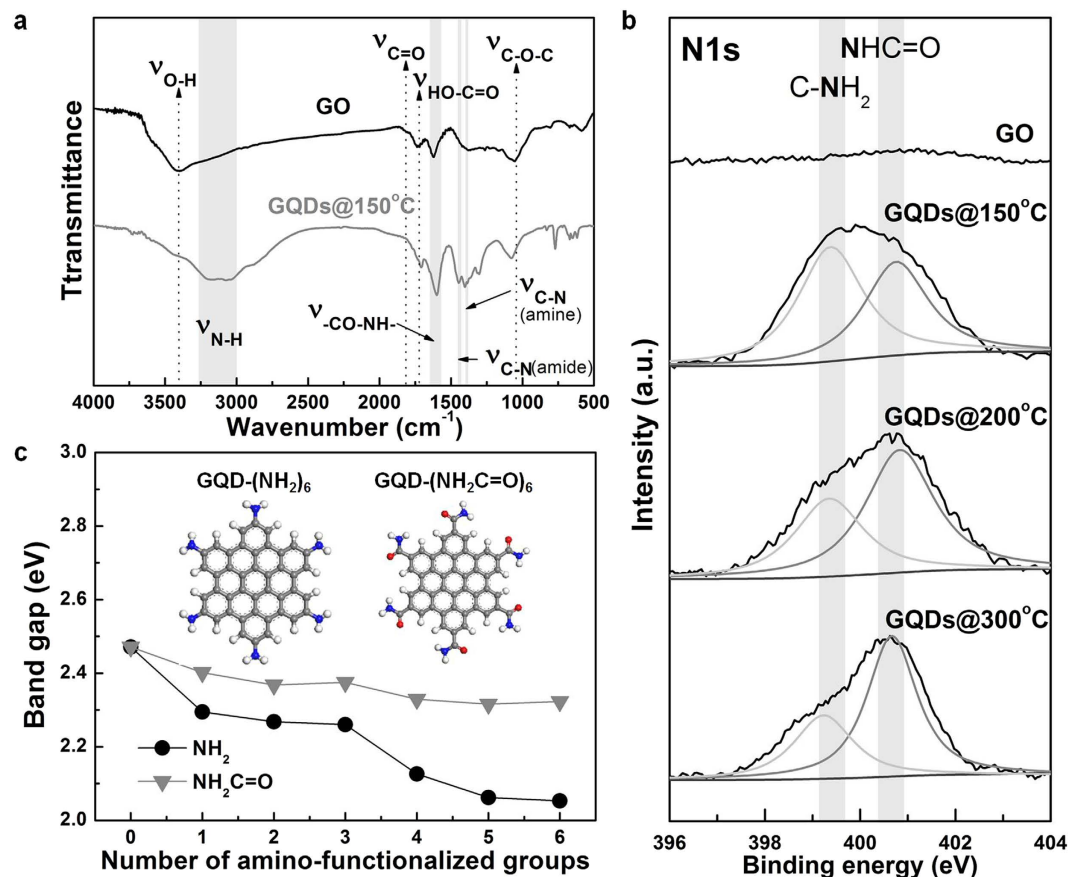 a
νO-H
νC=O
ν HO-C=O
νC-O-C
GO
GQDs@150°C
νN-H
ν-CO-NH-
νC-N
(amine)
νC-N(amide)
Ttransmittance
4000 3500 3000 2500 2000 1500 1000 500
Wavenumber (cm⁻¹)
b
N1s
NHC=O
C-NH₂
GO
GQDs@150°C
GQDs@200°C
GQDs@300°C
Intensity (a.u.)
396 398 400 402 404
Binding energy (eV)
c
GQD-(NH₂)₆
GQD-(NH₂C=O)₆
3.0
2.8
2.6
2.4
2.2
2.0
Band gap (eV)
NH₂
NH₂C=O
0 1 2 3 4 5 6
Number of amino-functionalized groups